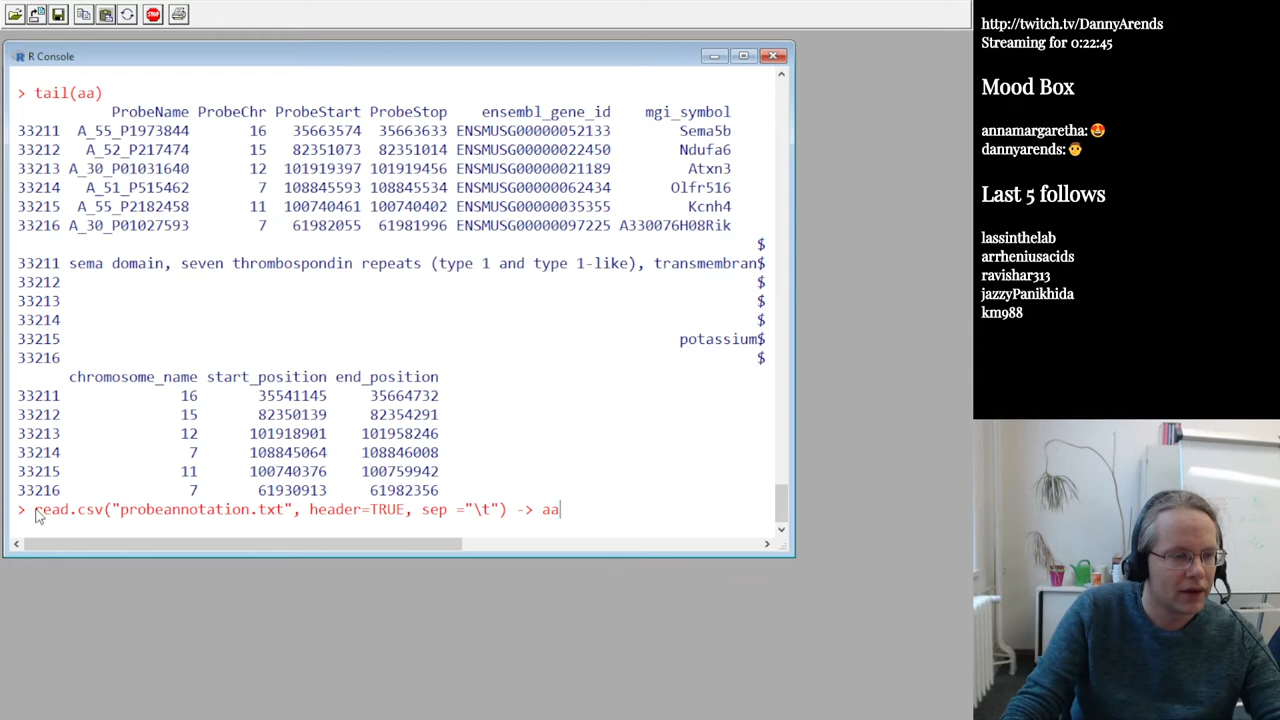 STOP
R Console
> tail(aa)
ProbeName ProbeChr ProbeStart ProbeStop ensembl_gene_id mgi_symbol
33211 A_55_P1973844 16 35663574 35663633 ENSMUSG00000052133 Sema5b
33212 A_52_P217474 15 82351073 82351014 ENSMUSG00000022450 Ndufa6
33213 A_30_P01031640 12 101919397 101919456 ENSMUSG00000021189 Atxn3
33214 A_51_P515462 7 108845593 108845534 ENSMUSG00000062434 Olfr516
33215 A_55_P2182458 11 100740461 100740402 ENSMUSG00000035355 Kcnh4
33216 A_30_P01027593 7 61982055 61981996 ENSMUSG00000097225 A330076H08Rik
$
33211 sema domain, seven thrombospondin repeats (type 1 and type 1-like), transmembran$
33212 $
33213 $
33214 $
33215 potassium$
33216 $
chromosome_name start_position end_position
33211 16 35541145 35664732
33212 15 82350139 82354291
33213 12 101918901 101958246
33214 7 108845064 108846008
33215 11 100740376 100759942
33216 7 61930913 61982356
> read.csv("probeannotation.txt", header=TRUE, sep ="\t") -> aa
http://twitch.tv/DannyArends
Streaming for 0:22:45
Mood Box
annamargaretha: 😍
dannyarends:
Last 5 follows
lassinthelab
arrheniusacids
ravishar313
jazzyPanikhida
km988